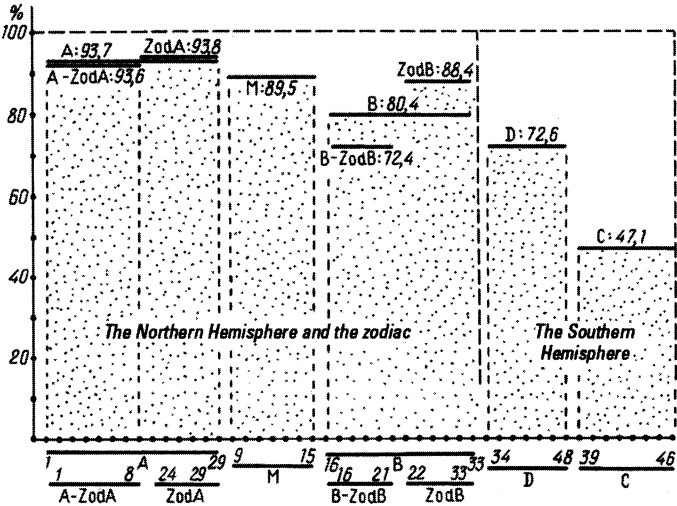 %
100
A:93,7
ZodA:93,8
A-ZodA:93,6
M:89,5
ZodB:88,4
B:80,4
B-ZodB:72,4
D:72,6
C:47,1
80
60
40
20
The Northern Hemisphere and the zodiac
The Southern
Hemisphere
1 A 29 9 15 16 B 33 34 48 39 46
1 8 24 29 M 16 21 22 33 D C
A-ZodA ZodA B-ZodB ZodB